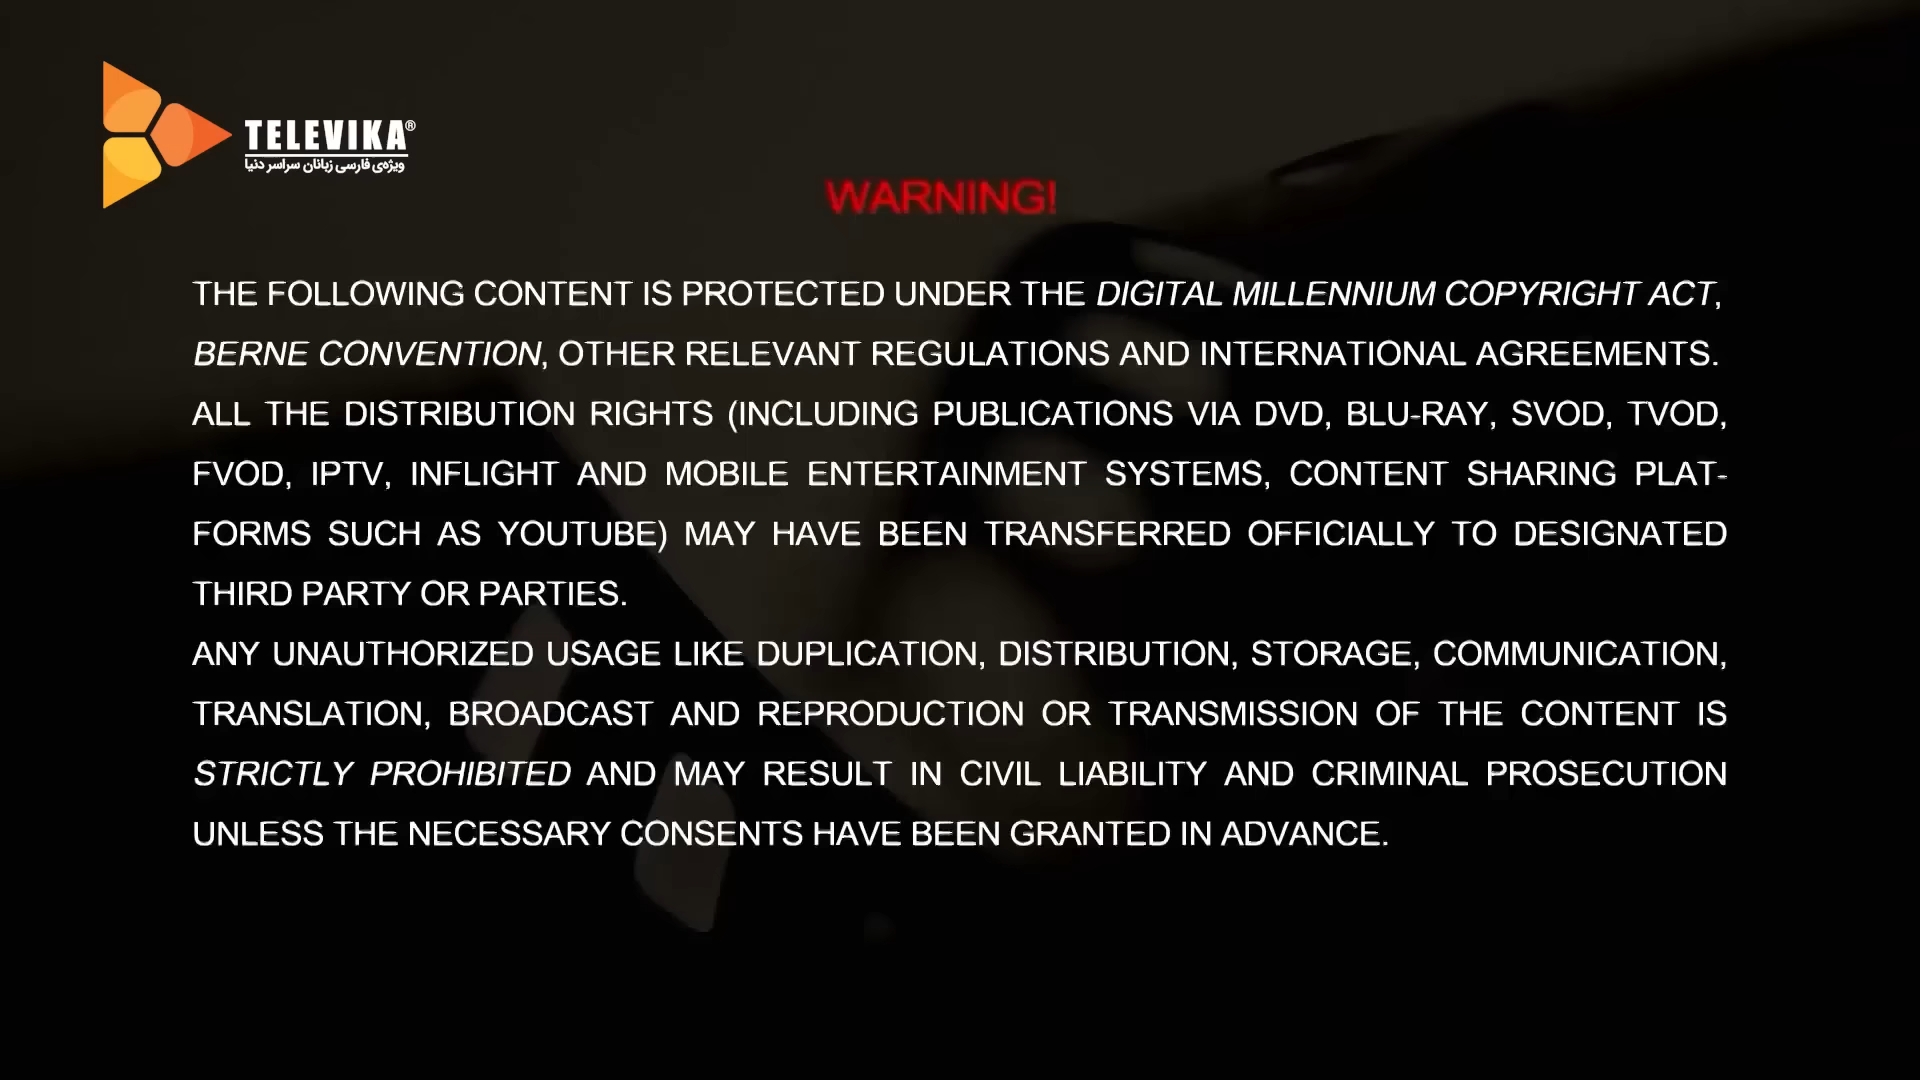 TELEVIKA®
ویژه‌ی فارسی زبانان سراسر دنیا
WARNING!
THE FOLLOWING CONTENT IS PROTECTED UNDER THE DIGITAL MILLENNIUM COPYRIGHT ACT,
BERNE CONVENTION, OTHER RELEVANT REGULATIONS AND INTERNATIONAL AGREEMENTS.
ALL THE DISTRIBUTION RIGHTS (INCLUDING PUBLICATIONS VIA DVD, BLU-RAY, SVOD, TVOD,
FVOD, IPTV, INFLIGHT AND MOBILE ENTERTAINMENT SYSTEMS, CONTENT SHARING PLAT-
FORMS SUCH AS YOUTUBE) MAY HAVE BEEN TRANSFERRED OFFICIALLY TO DESIGNATED
THIRD PARTY OR PARTIES.
ANY UNAUTHORIZED USAGE LIKE DUPLICATION, DISTRIBUTION, STORAGE, COMMUNICATION,
TRANSLATION, BROADCAST AND REPRODUCTION OR TRANSMISSION OF THE CONTENT IS
STRICTLY PROHIBITED AND MAY RESULT IN CIVIL LIABILITY AND CRIMINAL PROSECUTION
UNLESS THE NECESSARY CONSENTS HAVE BEEN GRANTED IN ADVANCE.